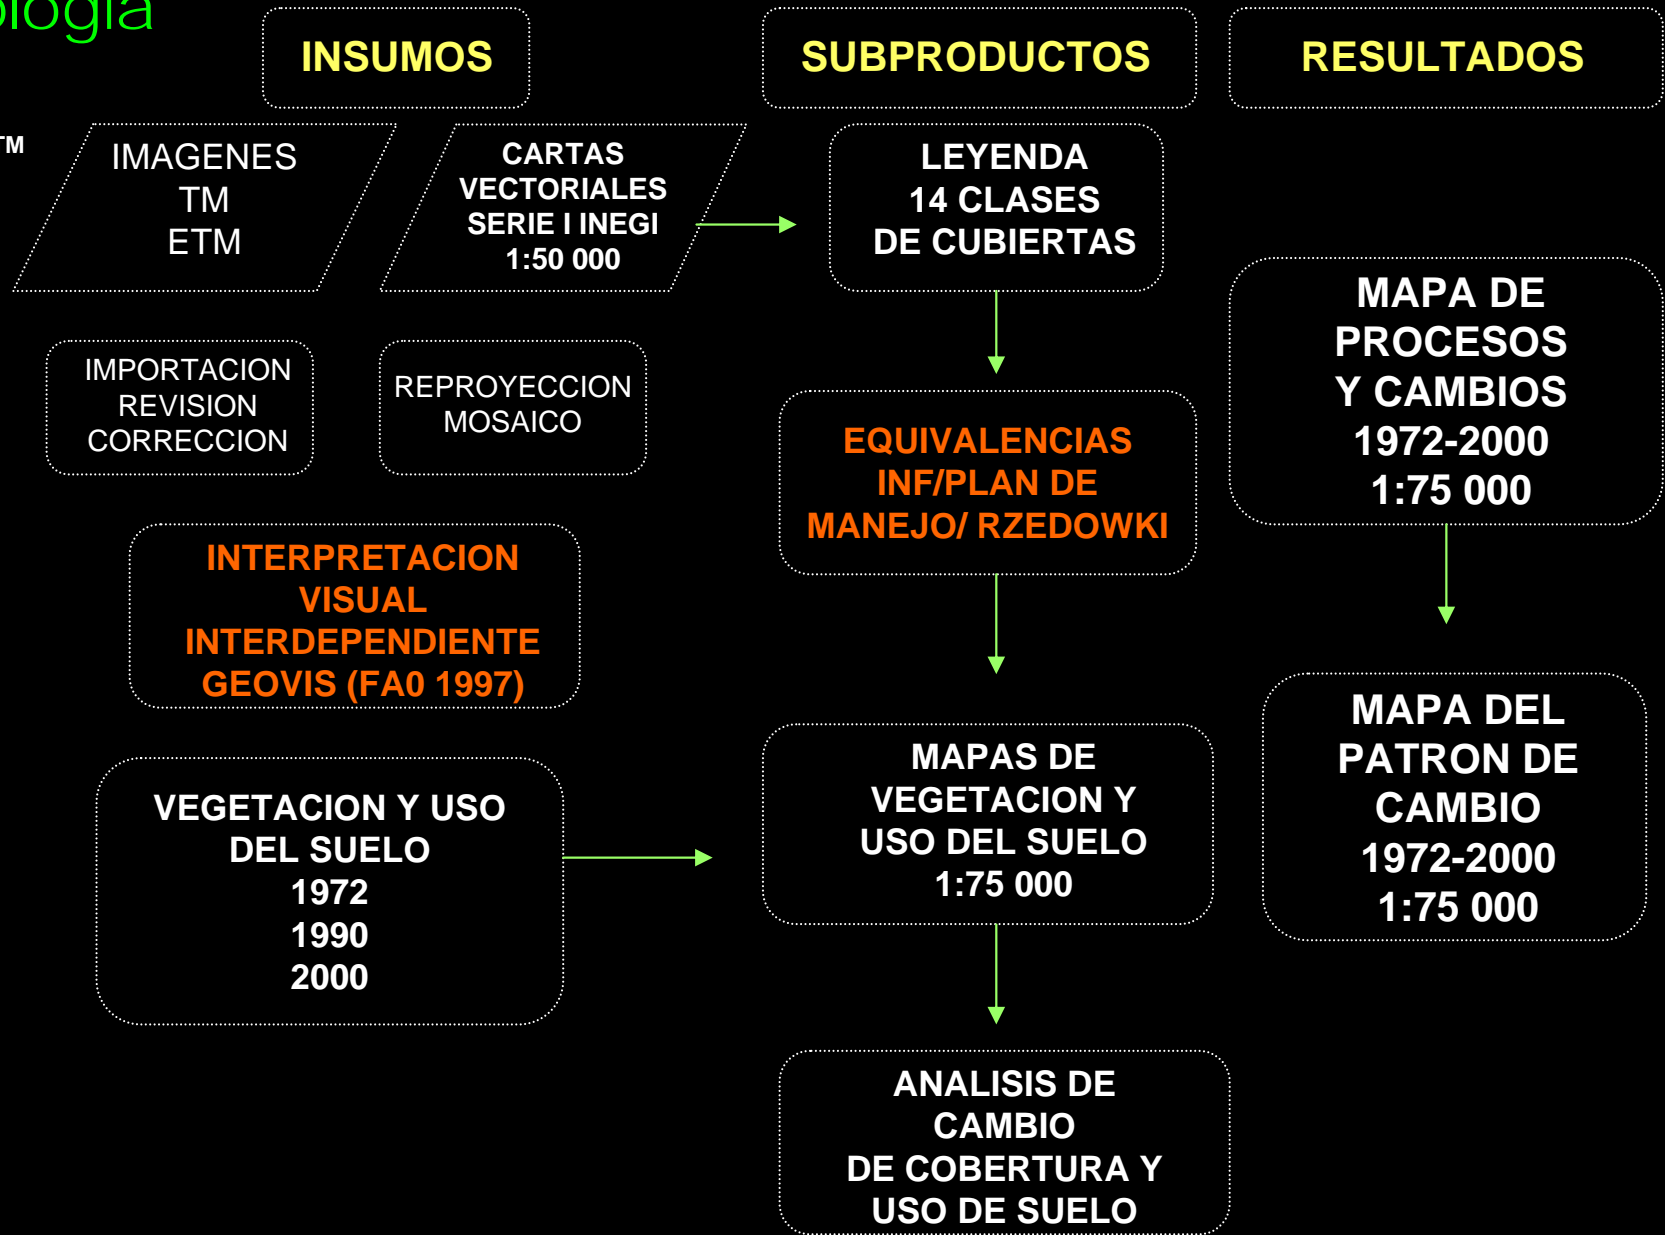 ología
INSUMOS
SUBPRODUCTOS
RESULTADOS
TM
IMAGENES
TM
ETM
CARTAS
VECTORIALES
SERIE I INEGI
1:50 000
LEYENDA
14 CLASES
DE CUBIERTAS
IMPORTACION
REVISION
CORRECCION
REPROYECCION
MOSAICO
EQUIVALENCIAS
INF/PLAN DE
MANEJO/ RZEDOWKI
MAPA DE
PROCESOS
Y CAMBIOS
1972-2000
1:75 000
INTERPRETACION
VISUAL
INTERDEPENDIENTE
GEOVIS (FA0 1997)
VEGETACION Y USO
DEL SUELO
1972
1990
2000
MAPAS DE
VEGETACION Y
USO DEL SUELO
1:75 000
MAPA DEL
PATRON DE
CAMBIO
1972-2000
1:75 000
ANALISIS DE
CAMBIO
DE COBERTURA Y
USO DE SUELO